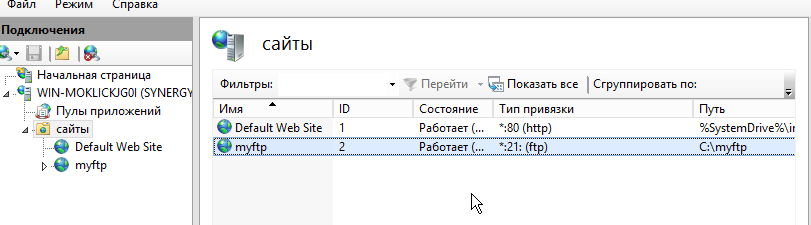 Файл Режим Справка
Подключения
Начальная страница
WIN-MOKLICKJG0I (SYNERGY
Пулы приложений
сайты
Default Web Site
myftp
сайты
Фильтры: Перейти Показать все Сгруппировать по:
Имя ID Состояние Тип привязки Путь
Default Web Site 1 Работает (... *:80 (http) %SystemDrive%\in
myftp 2 Работает (... *:21: (ftp) C:\myftp